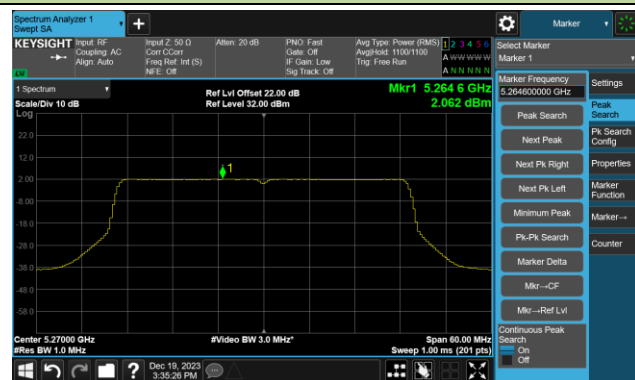 Spectrum Analyzer 1
Swept SA
+
Marker
KEYSIGHT
Input: RF
Coupling: AC
Align: Auto
Input Z: 50 Ω
Corr CCorr
Freq Ref: Int (S)
NFE: Off
Atten: 20 dB
PNO: Fast
Gate: Off
IF Gain: Low
Sig Track: Off
Avg Type: Power (RMS)
Avg|Hold: 1100/1100
Trig: Free Run
1 2 3 4 5 6
A W W W W W
A N N N N N
LXI
Select Marker
Marker 1
1 Spectrum
Scale/Div 10 dB
Log
Ref Lvl Offset 22.00 dB
Ref Level 32.00 dBm
Mkr1 5.264 6 GHz
2.062 dBm
22.0
12.0
2.00
-8.00
-18.0
-28.0
-38.0
-48.0
-58.0
1
Center 5.27000 GHz
#Res BW 1.0 MHz
#Video BW 3.0 MHz*
Span 60.00 MHz
Sweep 1.00 ms (201 pts)
Marker Frequency
5.264600000 GHz
Peak Search
Next Peak
Next Pk Right
Next Pk Left
Minimum Peak
Pk-Pk Search
Marker Delta
Mkr→CF
Mkr→Ref Lvl
Continuous Peak
Search
On
Off
Settings
Peak
Search
Pk Search
Config
Properties
Marker
Function
Marker→
Counter
?
Dec 19, 2023
3:35:26 PM